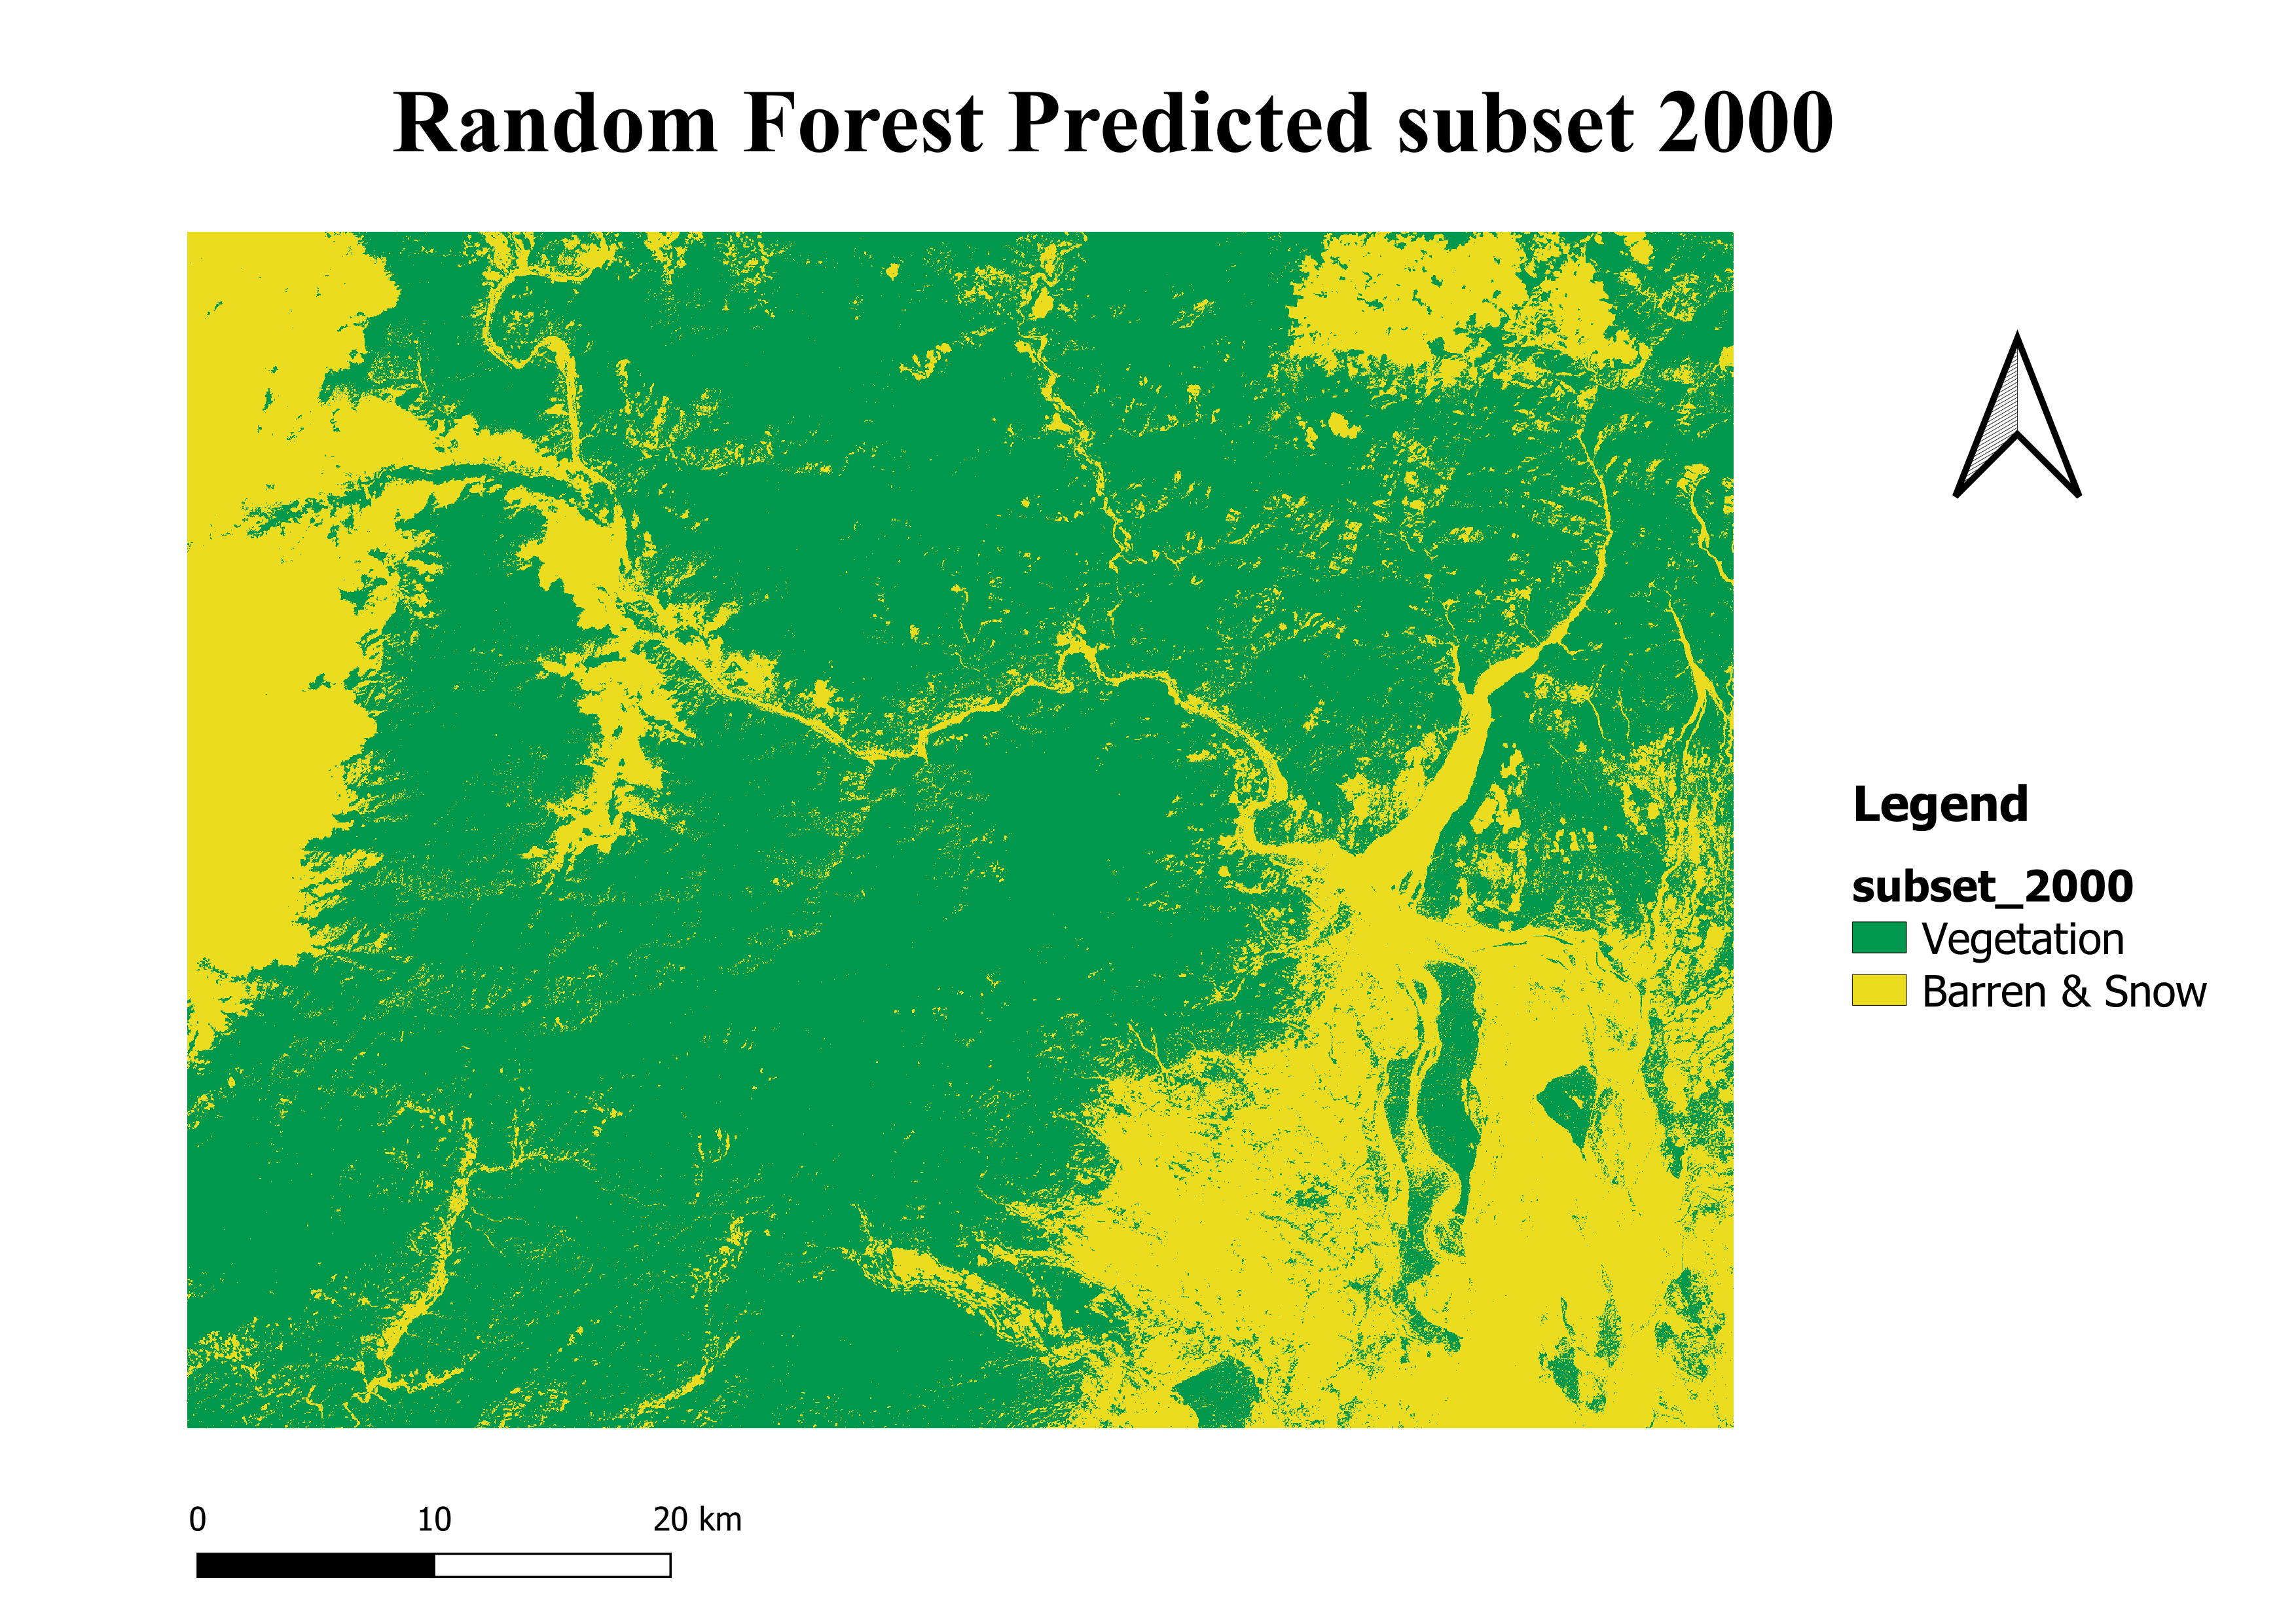 Random Forest Predicted subset 2000
Legend
subset_2000
Vegetation
Barren & Snow
0 10 20 km